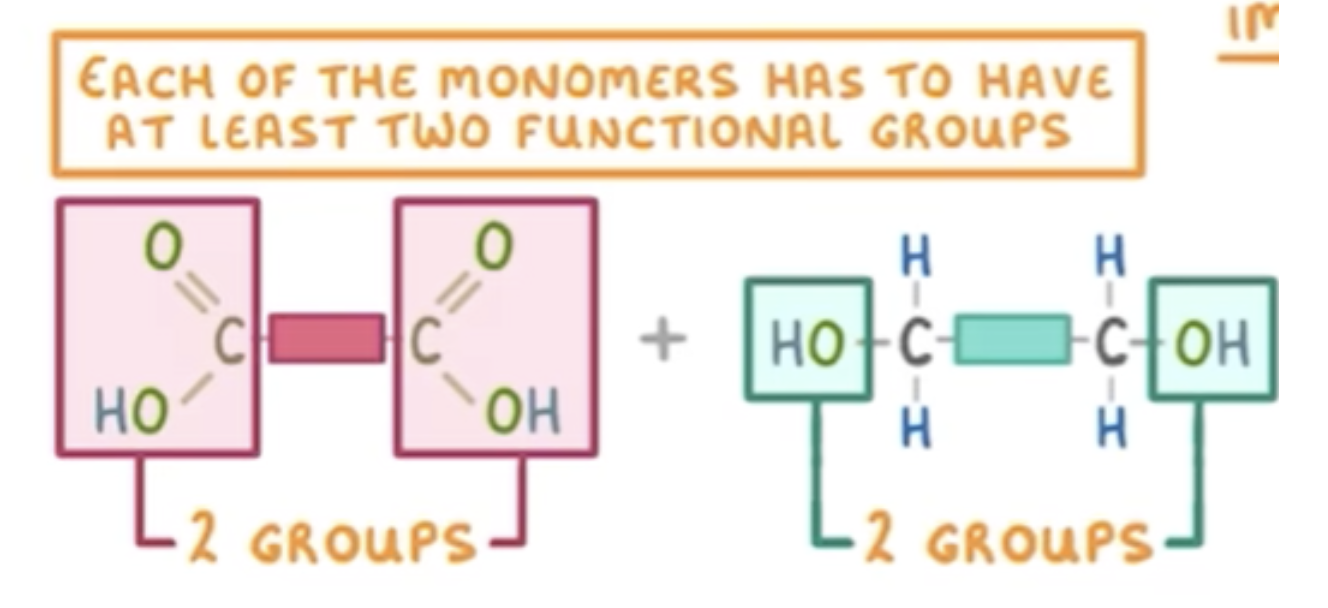 IM
EACH OF THE MONOMERS HAS TO HAVE
AT LEAST TWO FUNCTIONAL GROUPS
O O H H
C C + HO C C OH
HO OH H H
2 GROUPS 2 GROUPS